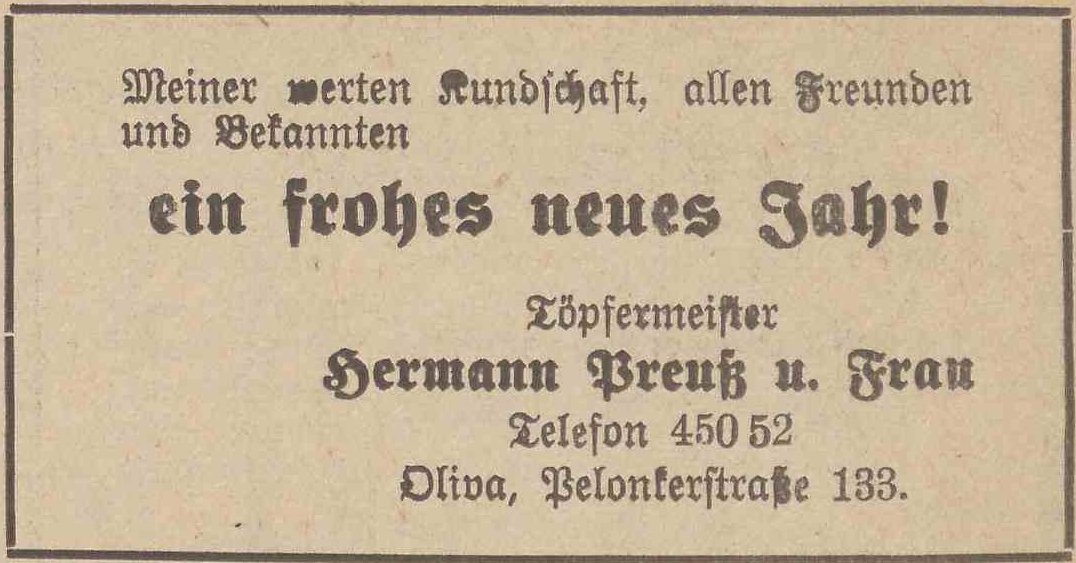 Meiner werten Kundschaft, allen Freunden
und Bekannten
ein frohes neues Jahr!
Töpfermeister
Hermann Preuß u. Frau
Telefon 450 52
Oliva, Pelonkerstraße 133.